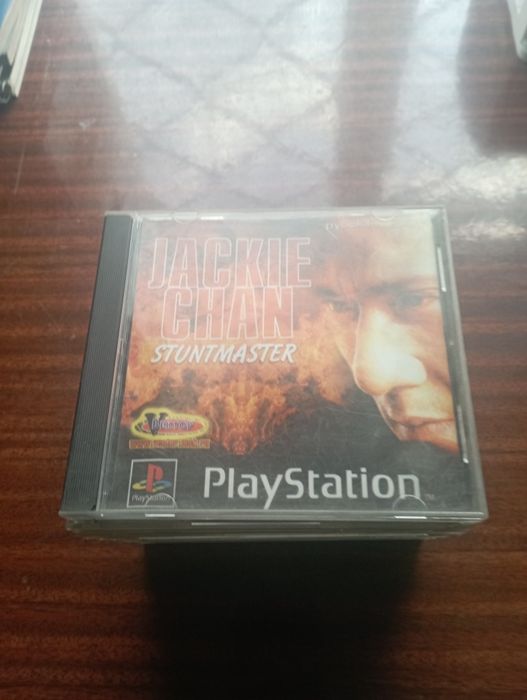 JACKIE
CHAN
STUNTMASTER
PlayStation
PlayStation